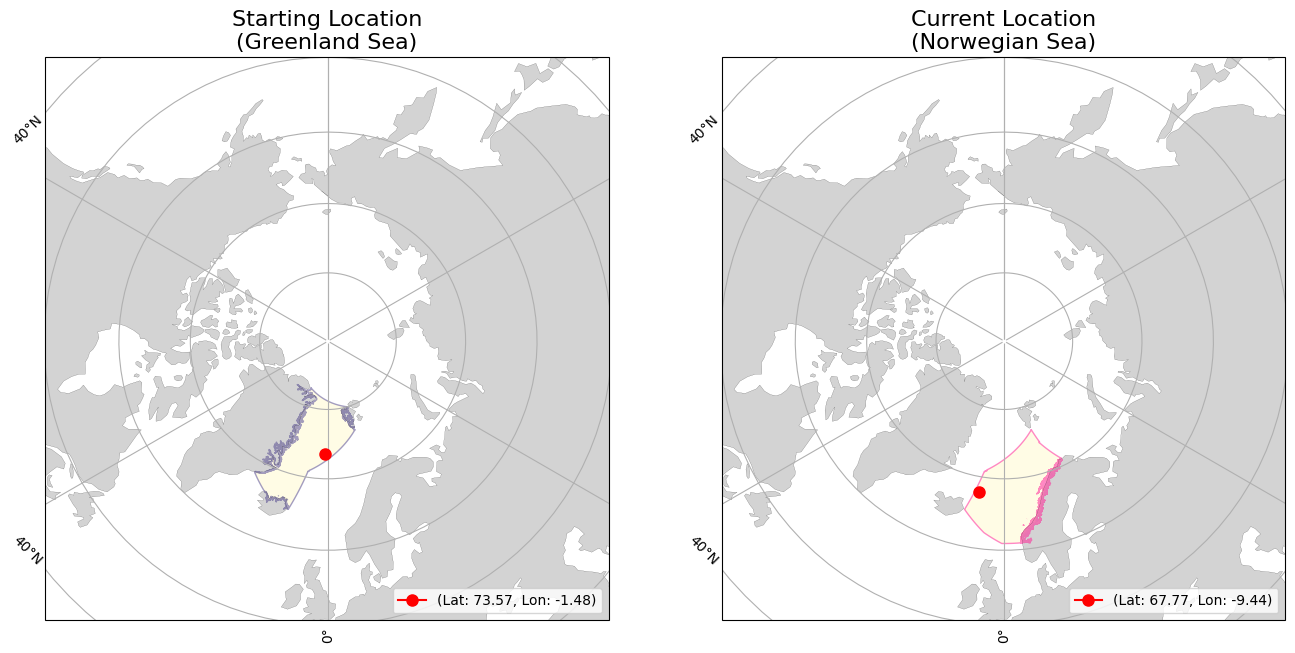 Starting Location
(Greenland Sea)
40°N
40°N
0°
(Lat: 73.57, Lon: -1.48)
Current Location
(Norwegian Sea)
40°N
40°N
0°
(Lat: 67.77, Lon: -9.44)